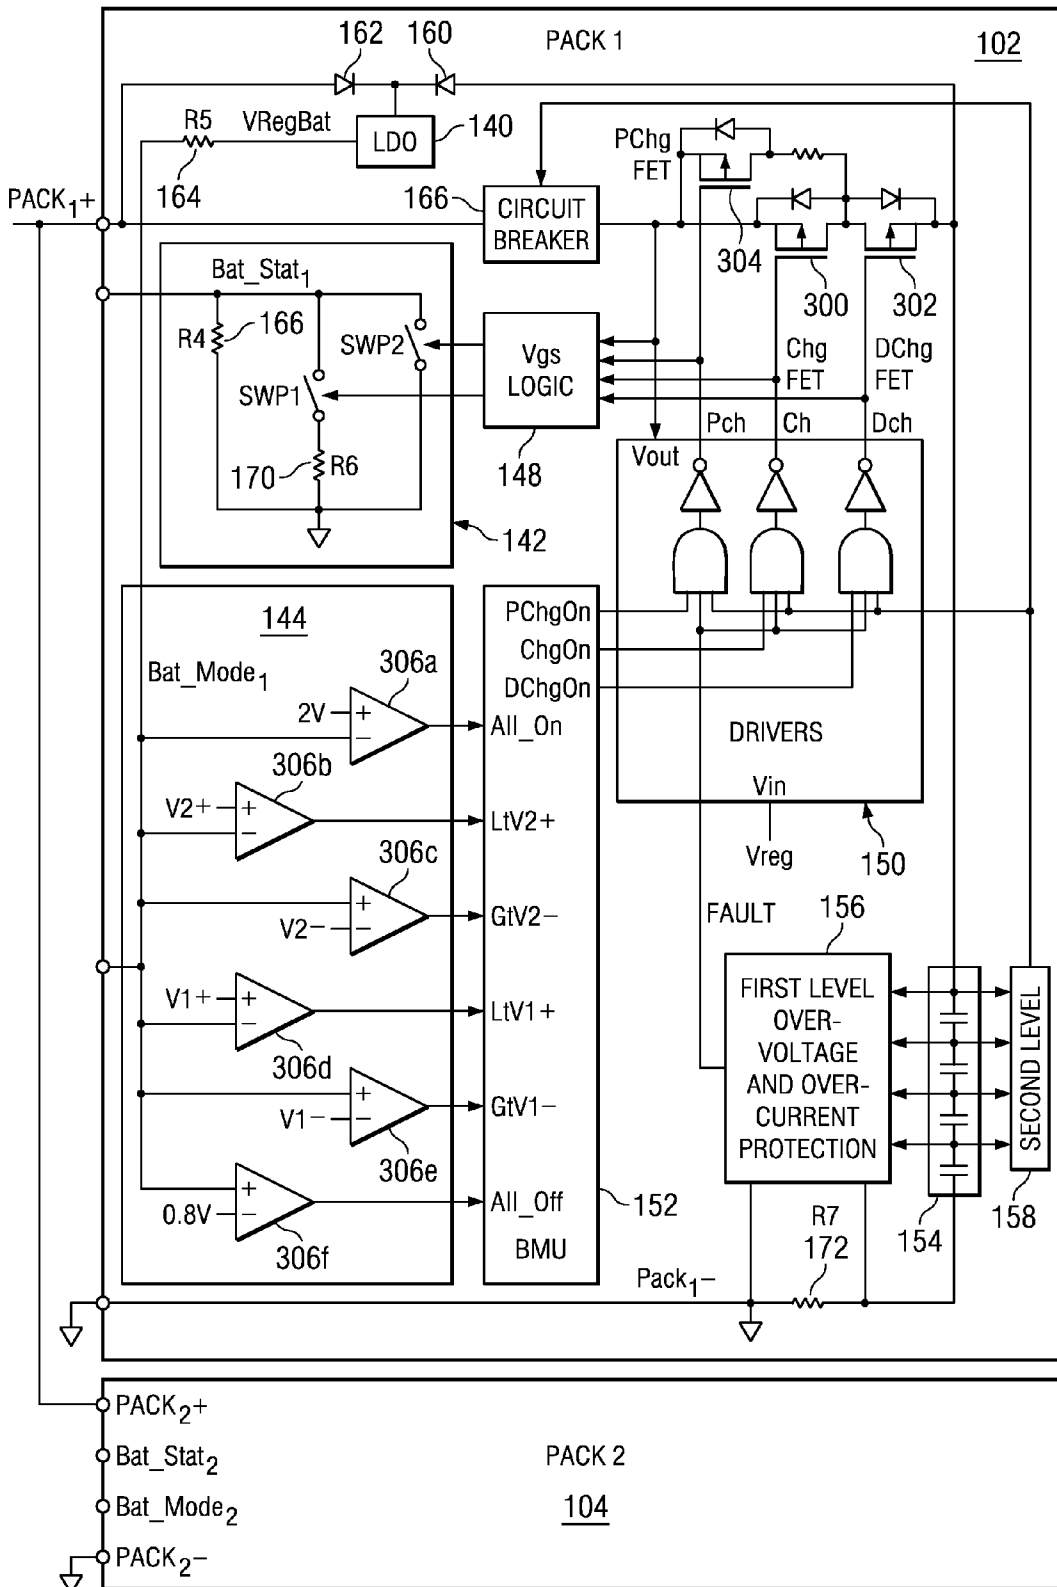 162
160
PACK 1
102
R5
VRegBat
LDO
140
164
PChg
FET
PACK1+
166
CIRCUIT
BREAKER
304
300
302
Bat_Stat1
R4
166
SWP2
SWP1
Vgs
LOGIC
Chg
FET
DChg
FET
170
R6
148
Pch
Ch
Dch
Vout
142
144
PChgOn
ChgOn
DChgOn
Bat_Mode1
306a
2V
+
−
All_On
DRIVERS
306b
V2+
+
−
LtV2+
Vin
Vreg
150
306c
+
−
V2−
GtV2−
FAULT
156
V1+
+
−
LtV1+
306d
FIRST LEVEL
OVER-
VOLTAGE
AND OVER-
CURRENT
PROTECTION
SECOND LEVEL
+
−
V1−
GtV1−
306e
+
−
0.8V
All_Off
306f
BMU
152
R7
172
154
158
Pack1−
PACK2+
Bat_Stat2
PACK 2
Bat_Mode2
104
PACK2−